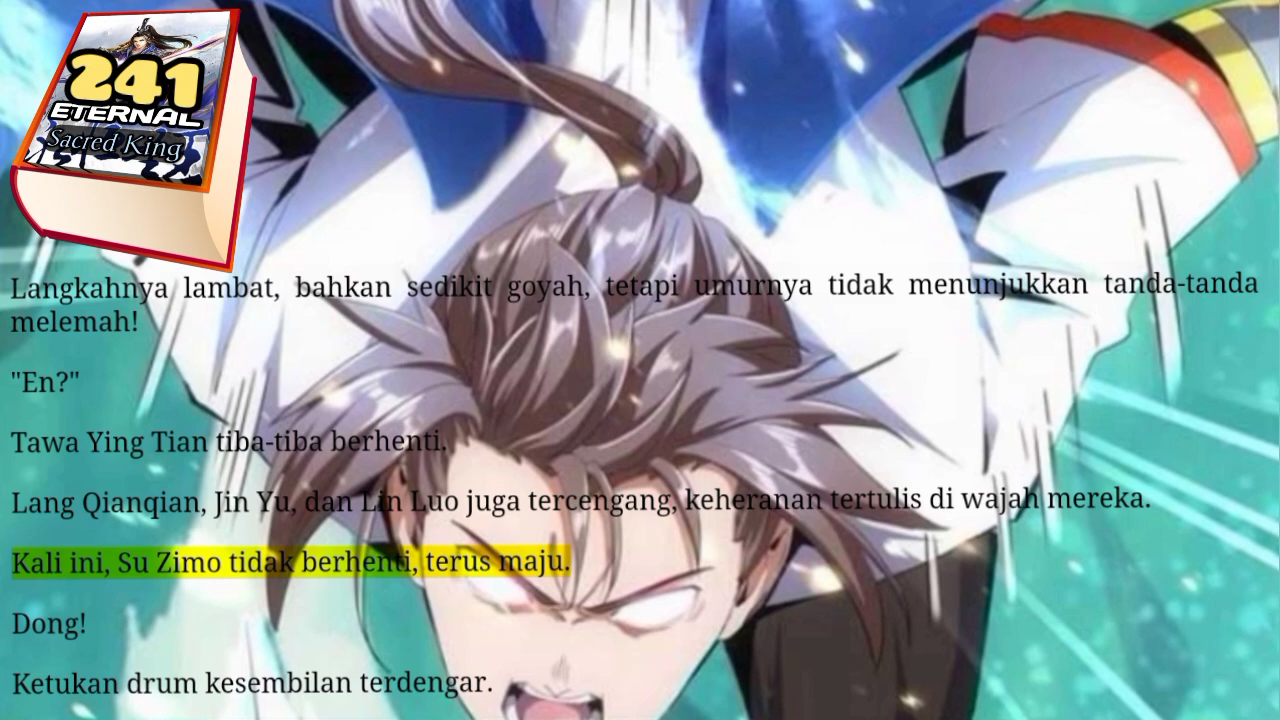 241
ETERNAL
Sacred King
Langkahnya lambat, bahkan sedikit goyah, tetapi umurnya tidak menunjukkan tanda-tanda
melemah!
"En?"
Tawa Ying Tian tiba-tiba berhenti.
Lang Qianqian, Jin Yu, dan Lin Luo juga tercengang, keheranan tertulis di wajah mereka.
Kali ini, Su Zimo tidak berhenti, terus maju.
Dong!
Ketukan drum kesembilan terdengar.